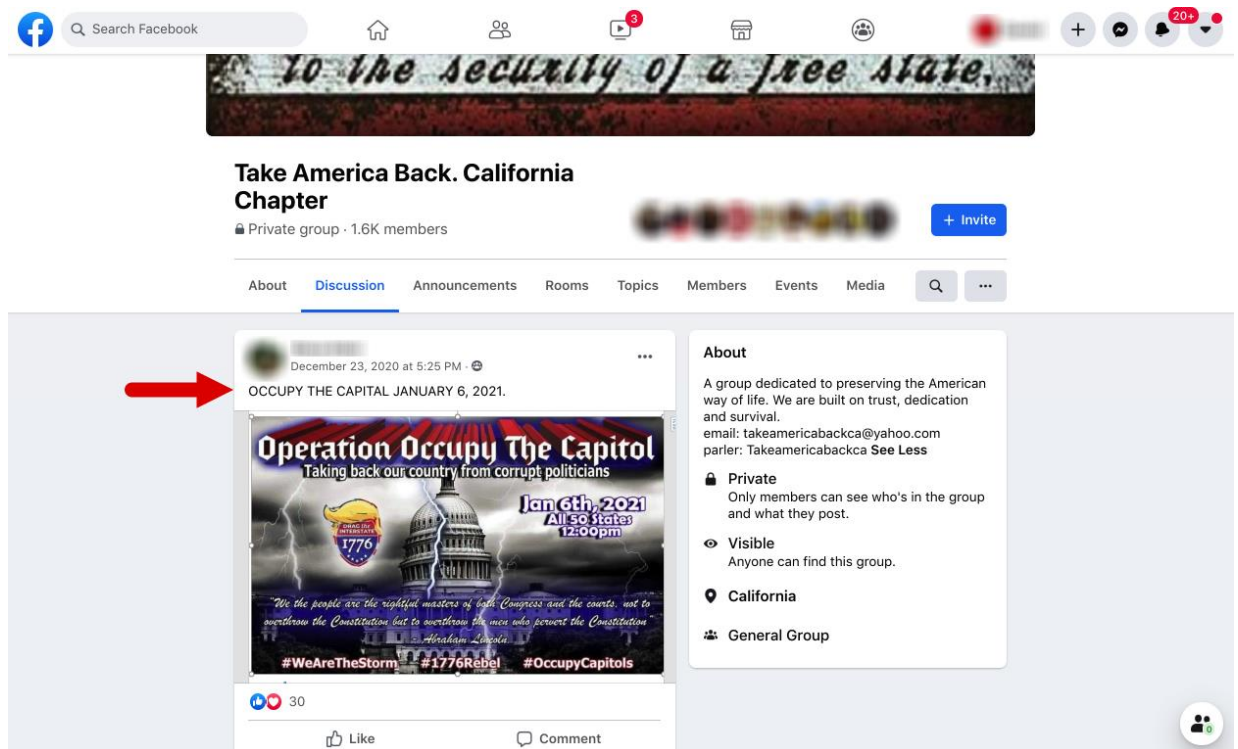 Search Facebook
3
20+
to the security of a free state,
Take America Back. California
Chapter
Private group · 1.6K members
+ Invite
About
Discussion
Announcements
Rooms
Topics
Members
Events
Media
December 23, 2020 at 5:25 PM ·
OCCUPY THE CAPITAL JANUARY 6, 2021.
Operation Occupy The Capitol
Taking back our country from corrupt politicians
Jan 6th, 2021
All 50 States
12:00pm
DRAG the
INTERSTATE
1776
"We the people are the rightful masters of both Congress and the courts, not to
overthrow the Constitution but to overthrow the men who pervert the Constitution
- Abraham Lincoln
#WeAreTheStorm #1776Rebel #OccupyCapitols
30
Like
Comment
About
A group dedicated to preserving the American
way of life. We are built on trust, dedication
and survival.
email: takeamericabackca@yahoo.com
parler: Takeamericabackca See Less
Private
Only members can see who's in the group
and what they post.
Visible
Anyone can find this group.
California
General Group
0